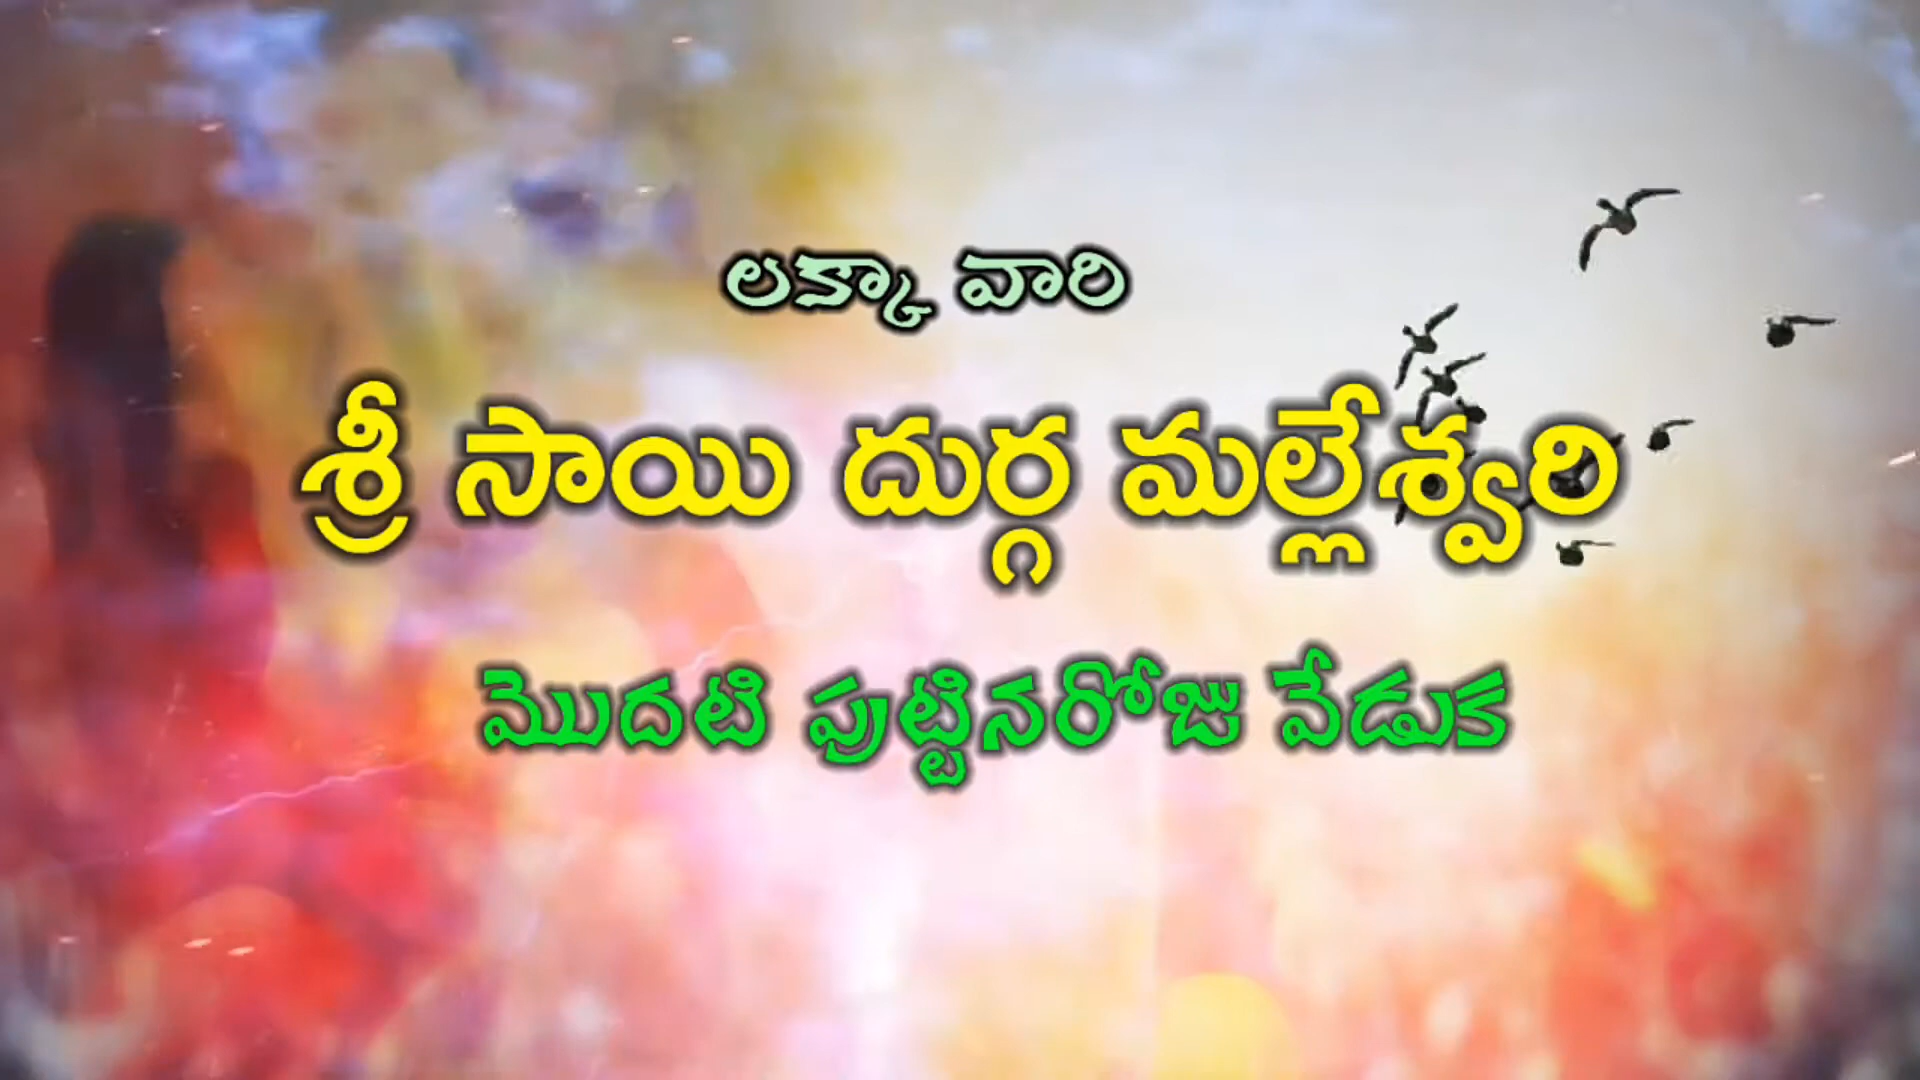 లక్కా వారి
శ్రీ సాయి దుర్గ మల్లేశ్వరి
మొదటి పుట్టినరోజు వేడుక